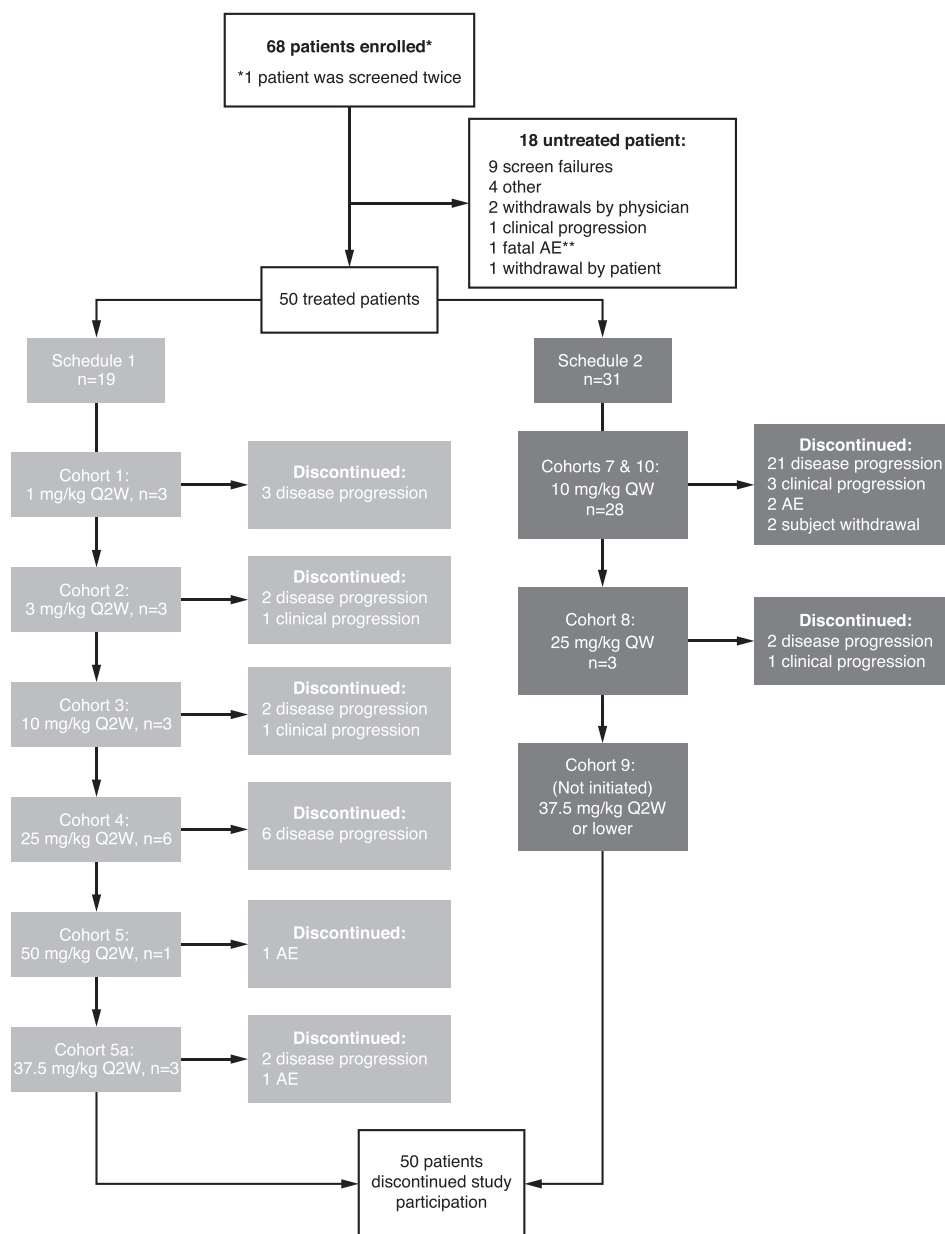 68 patients enrolled*
*1 patient was screened twice
18 untreated patient:
9 screen failures
4 other
2 withdrawals by physician
1 clinical progression
1 fatal AE**
1 withdrawal by patient
50 treated patients
Schedule 1
n=19
Cohort 1:
1 mg/kg Q2W, n=3
Discontinued:
3 disease progression
Cohort 2:
3 mg/kg Q2W, n=3
Discontinued:
2 disease progression
1 clinical progression
Cohort 3:
10 mg/kg Q2W, n=3
Discontinued:
2 disease progression
1 clinical progression
Cohort 4:
25 mg/kg Q2W, n=6
Discontinued:
6 disease progression
Cohort 5:
50 mg/kg Q2W, n=1
Discontinued:
1 AE
Cohort 5a:
37.5 mg/kg Q2W, n=3
Discontinued:
2 disease progression
1 AE
Schedule 2
n=31
Cohorts 7 & 10:
10 mg/kg QW
n=28
Discontinued:
21 disease progression
3 clinical progression
2 AE
2 subject withdrawal
Cohort 8:
25 mg/kg QW
n=3
Discontinued:
2 disease progression
1 clinical progression
Cohort 9:
(Not initiated)
37.5 mg/kg Q2W
or lower
50 patients
discontinued study
participation